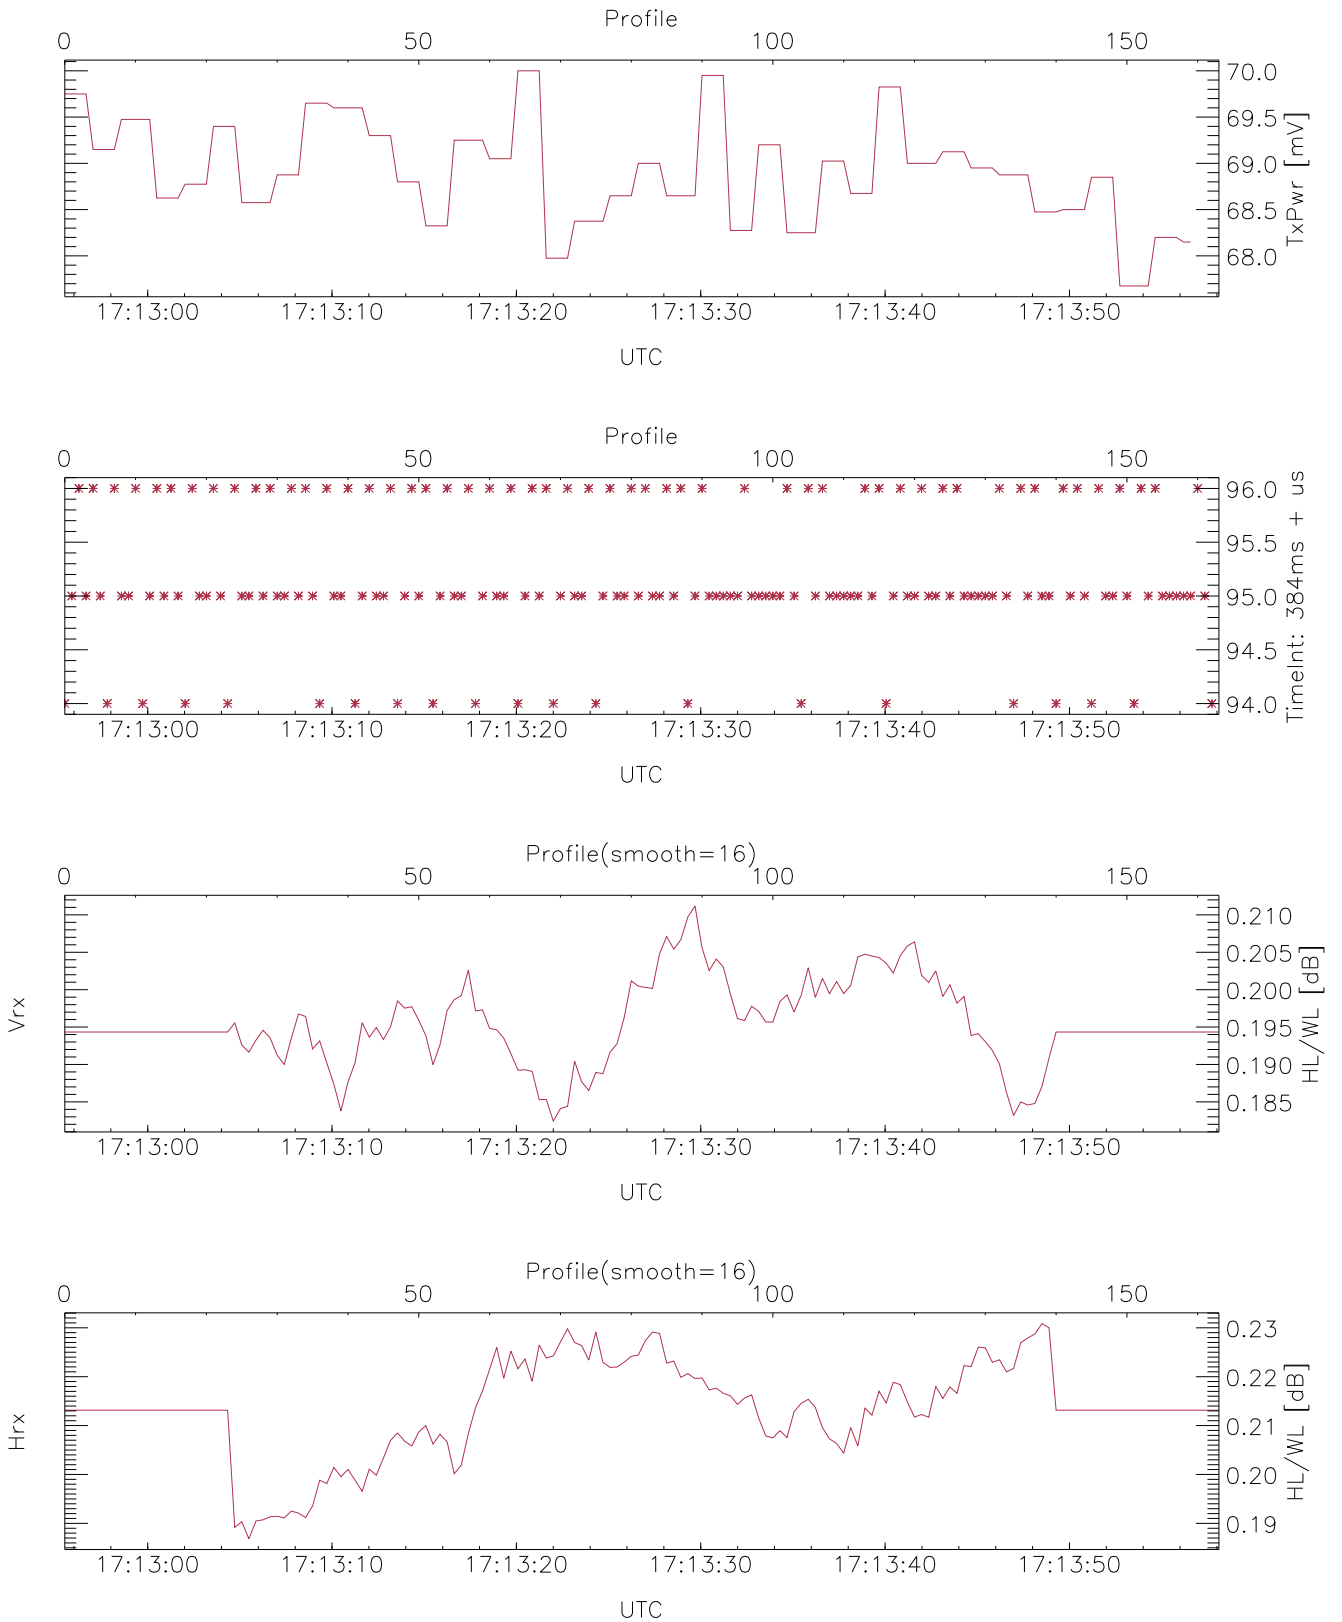 Profile
0 50 100 150
70.0
69.5
69.0
68.5
68.0
TxPwr [mV]
17:13:00 17:13:10 17:13:20 17:13:30 17:13:40 17:13:50
UTC
Profile
0 50 100 150
96.0
95.5
95.0
94.5
94.0
TimeInt: 384ms + us
17:13:00 17:13:10 17:13:20 17:13:30 17:13:40 17:13:50
UTC
Profile(smooth=16)
0 50 100 150
Vrx
0.210
0.205
0.200
0.195
0.190
0.185
HL/WL [dB]
17:13:00 17:13:10 17:13:20 17:13:30 17:13:40 17:13:50
UTC
Profile(smooth=16)
0 50 100 150
Hrx
0.23
0.22
0.21
0.20
0.19
HL/WL [dB]
17:13:00 17:13:10 17:13:20 17:13:30 17:13:40 17:13:50
UTC